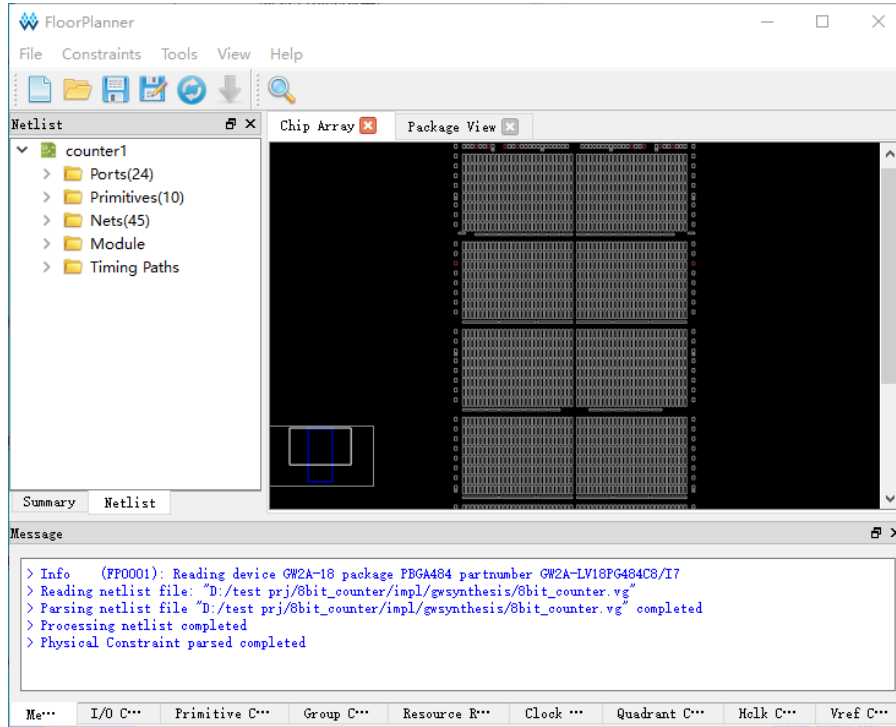 FloorPlanner
File Constraints Tools View Help
Netlist
Chip Array Package View
counter1
Ports(24)
Primitives(10)
Nets(45)
Module
Timing Paths
Summary Netlist
Message
> Info (FP0001): Reading device GW2A-18 package PBGA484 partnumber GW2A-LV18PG484C8/I7
> Reading netlist file: "D:/test prj/8bit_counter/impl/gwsynthesis/8bit_counter.vg"
> Parsing netlist file "D:/test prj/8bit_counter/impl/gwsynthesis/8bit_counter.vg" completed
> Processing netlist completed
> Physical Constraint parsed completed
Me… I/O C… Primitive C… Group C… Resource R… Clock … Quadrant C… Hclk C… Vref C…